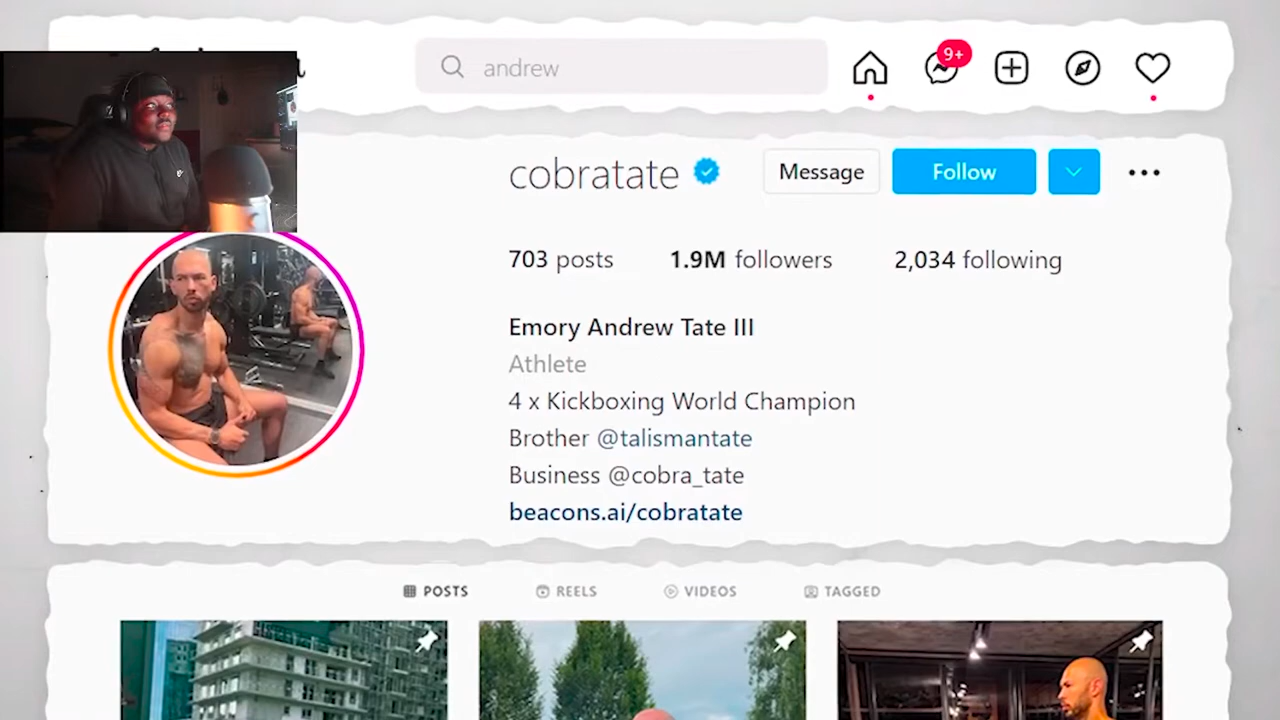 andrew
9+
cobratate
Message
Follow
703 posts
1.9M followers
2,034 following
Emory Andrew Tate III
Athlete
4 x Kickboxing World Champion
Brother @talismantate
Business @cobra_tate
beacons.ai/cobratate
POSTS
REELS
VIDEOS
TAGGED